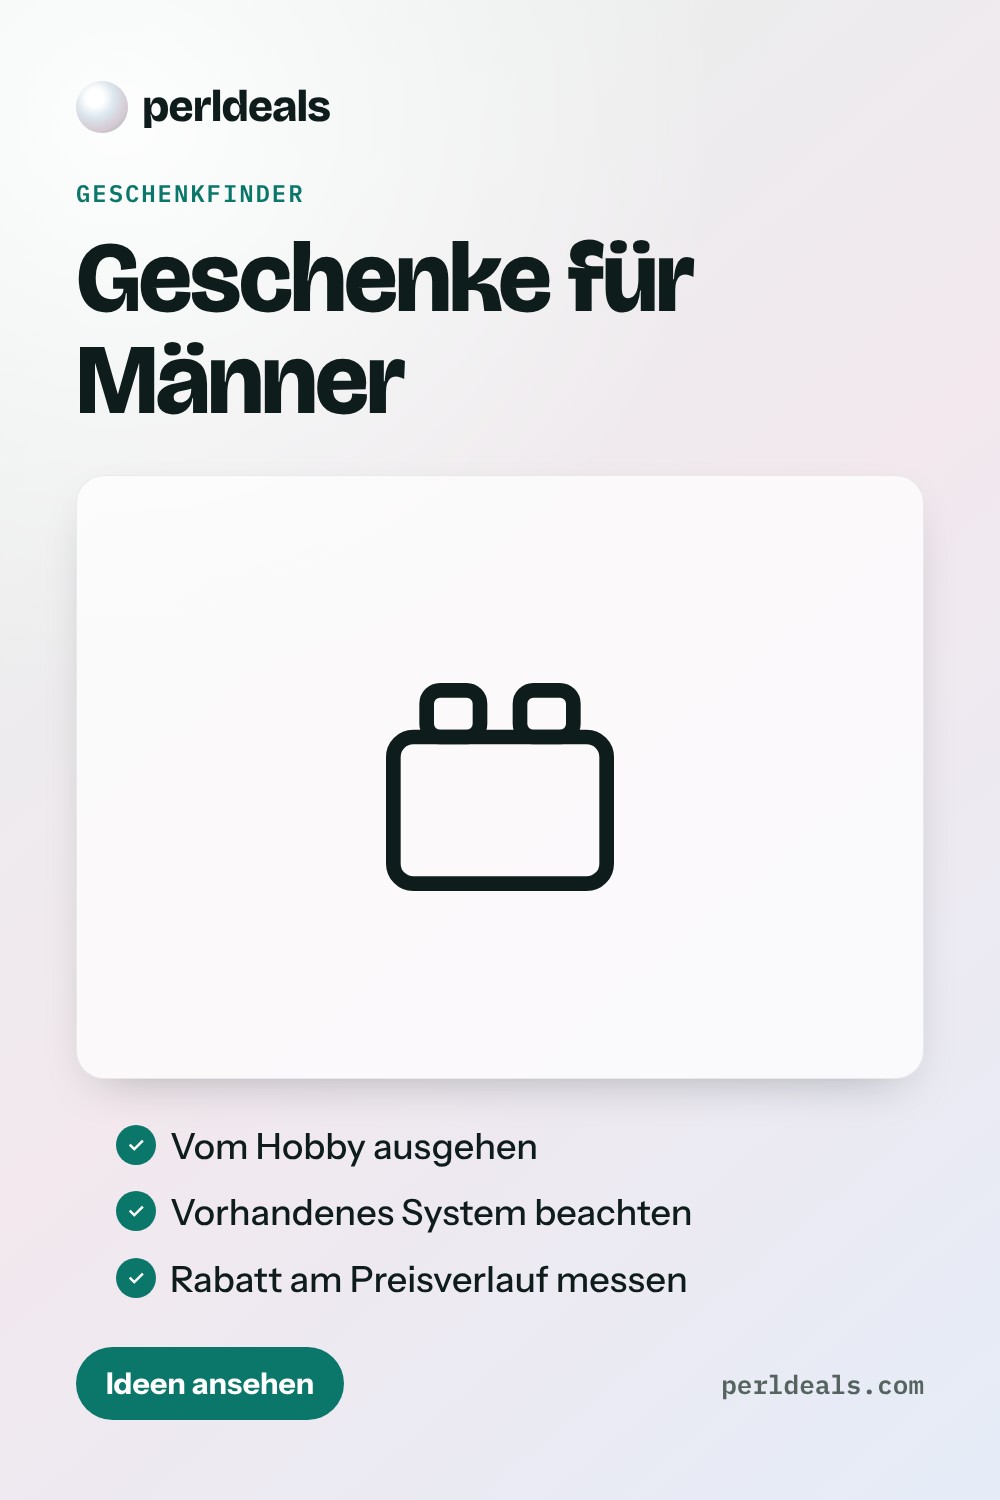 perldeals
GESCHENKFINDER
Geschenke für
Männer
Vom Hobby ausgehen
Vorhandenes System beachten
Rabatt am Preisverlauf messen
Ideen ansehen
perldeals.com